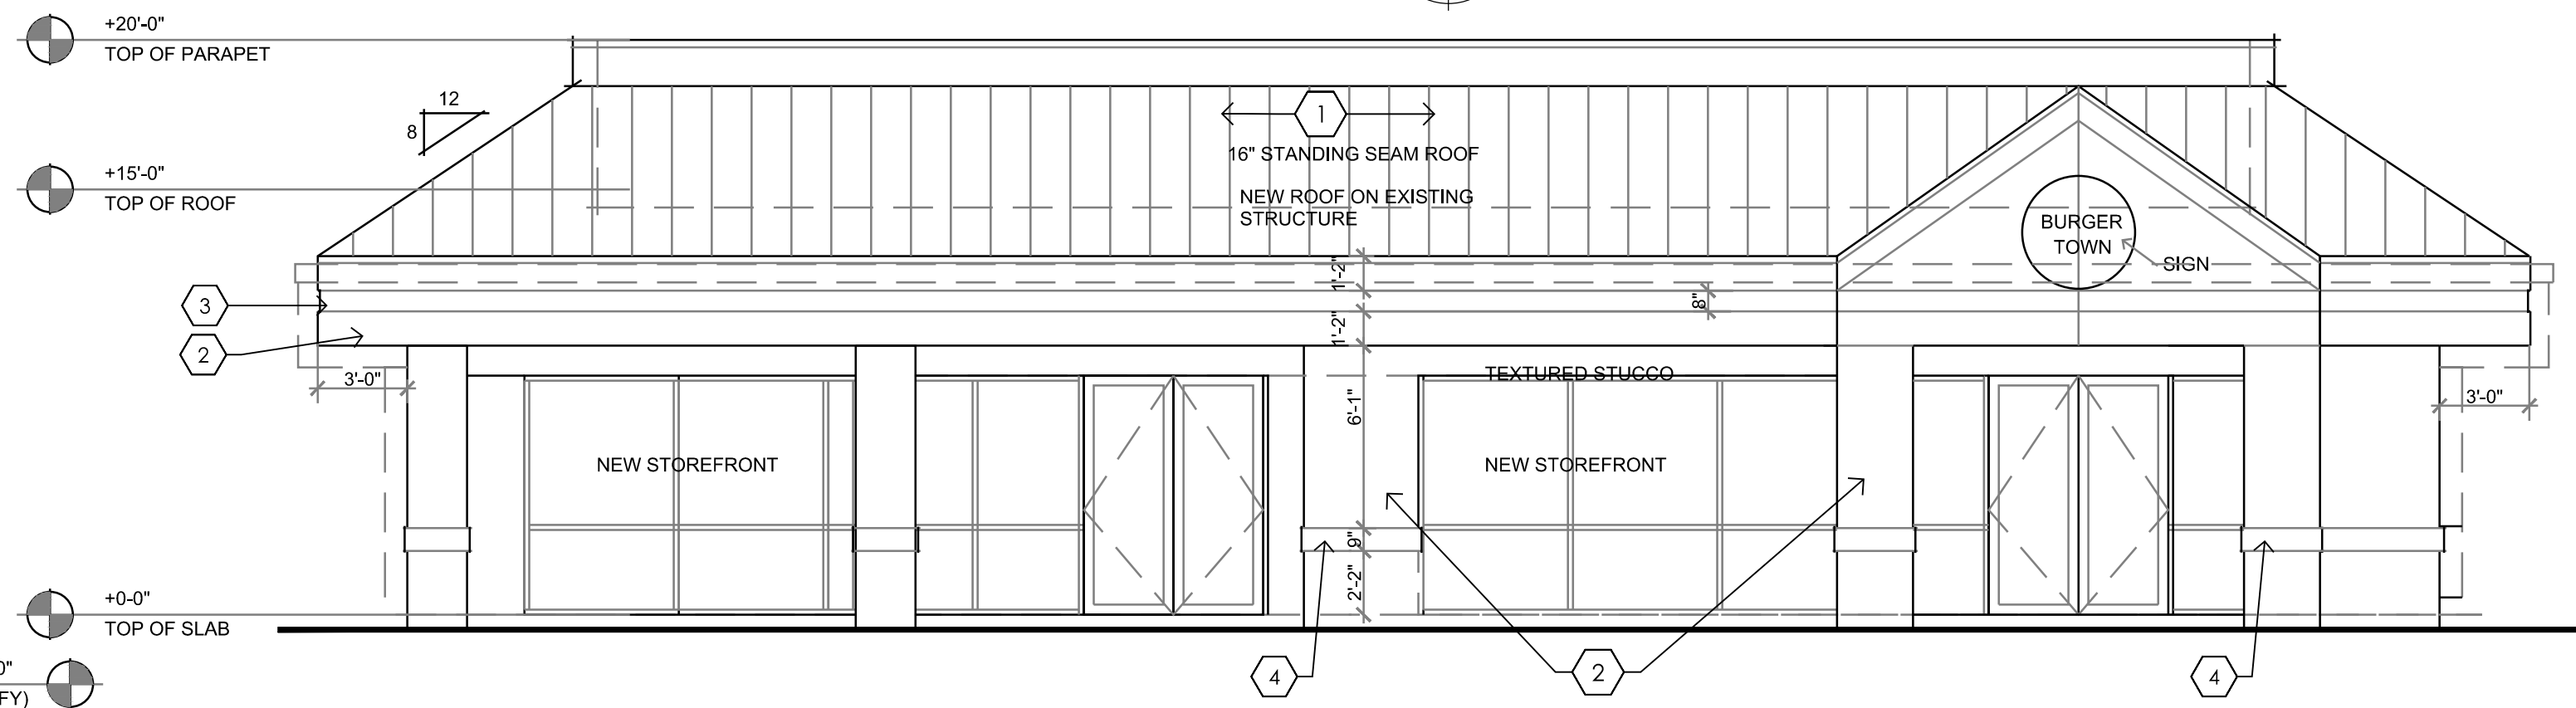 +20'-0"
TOP OF PARAPET
12
8
1
16" STANDING SEAM ROOF
+15'-0"
TOP OF ROOF
NEW ROOF ON EXISTING
STRUCTURE
BURGER
TOWN
SIGN
1'-2"
3
8"
1'-2"
2
3'-0"
TEXTURED STUCCO
3'-0"
6'-1"
NEW STOREFRONT
NEW STOREFRONT
9"
2'-2"
+0-0"
TOP OF SLAB
0"
FY)
4
2
4